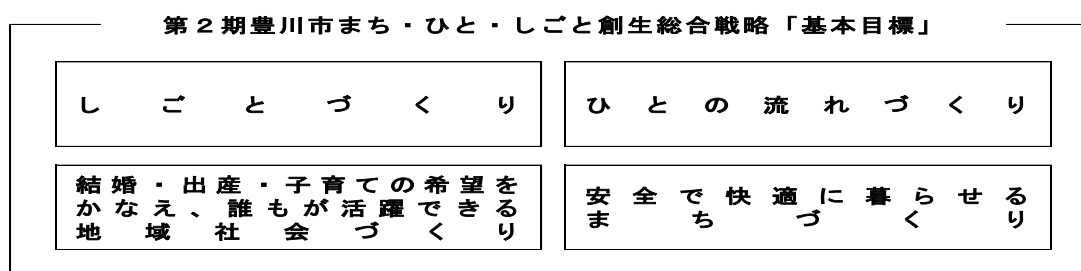 第２期豊川市まち・ひと・しごと創生総合戦略「基本目標」
しごとづくり
ひとの流れづくり
結婚・出産・子育ての希望を
かなえ、誰もが活躍できる
地域社会づくり
安全で快適に暮らせる
まちづくり